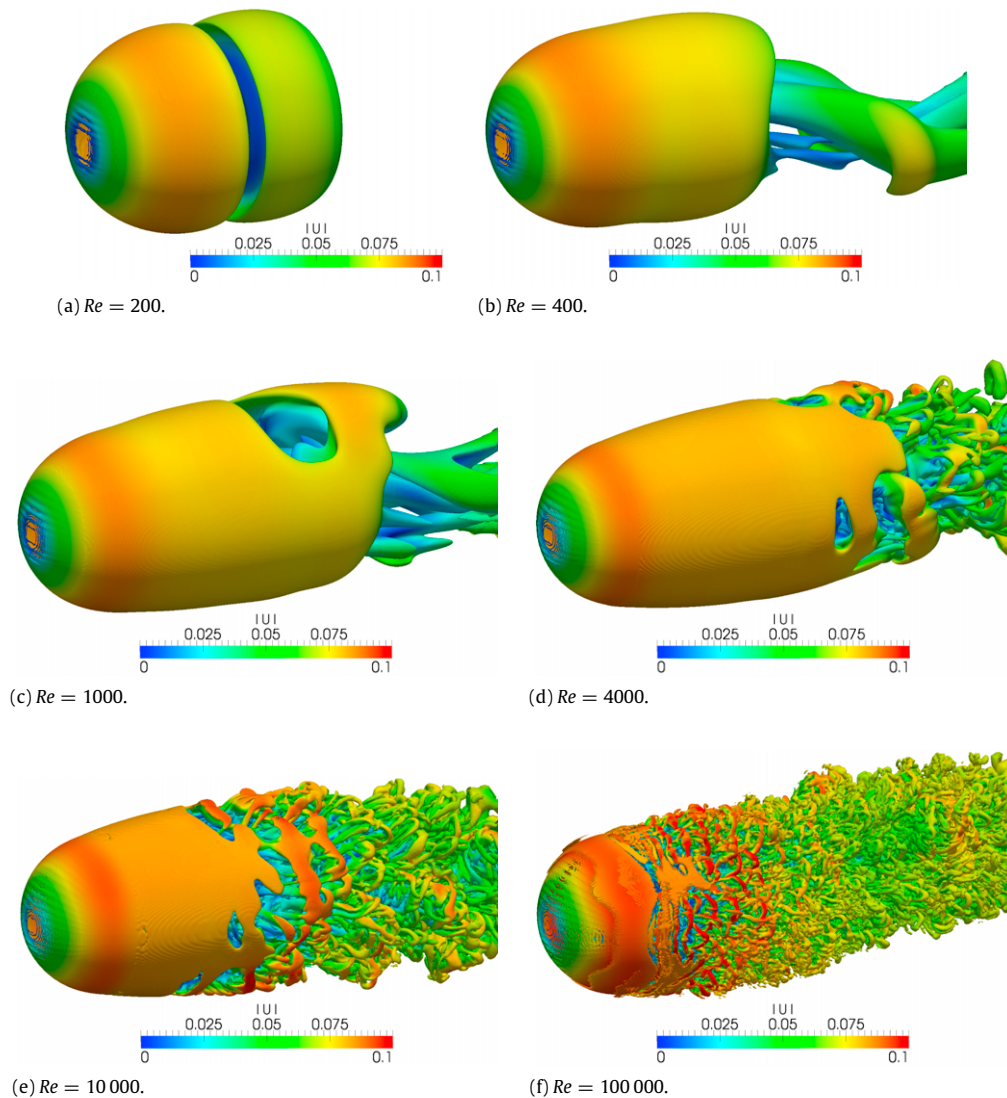 |U|
0.025 0.05 0.075
0 0.1
(a) Re = 200.
|U|
0.025 0.05 0.075
0 0.1
(b) Re = 400.
|U|
0.025 0.05 0.075
0 0.1
(c) Re = 1000.
|U|
0.025 0.05 0.075
0 0.1
(d) Re = 4000.
|U|
0.025 0.05 0.075
0 0.1
(e) Re = 10 000.
|U|
0.025 0.05 0.075
0 0.1
(f) Re = 100 000.